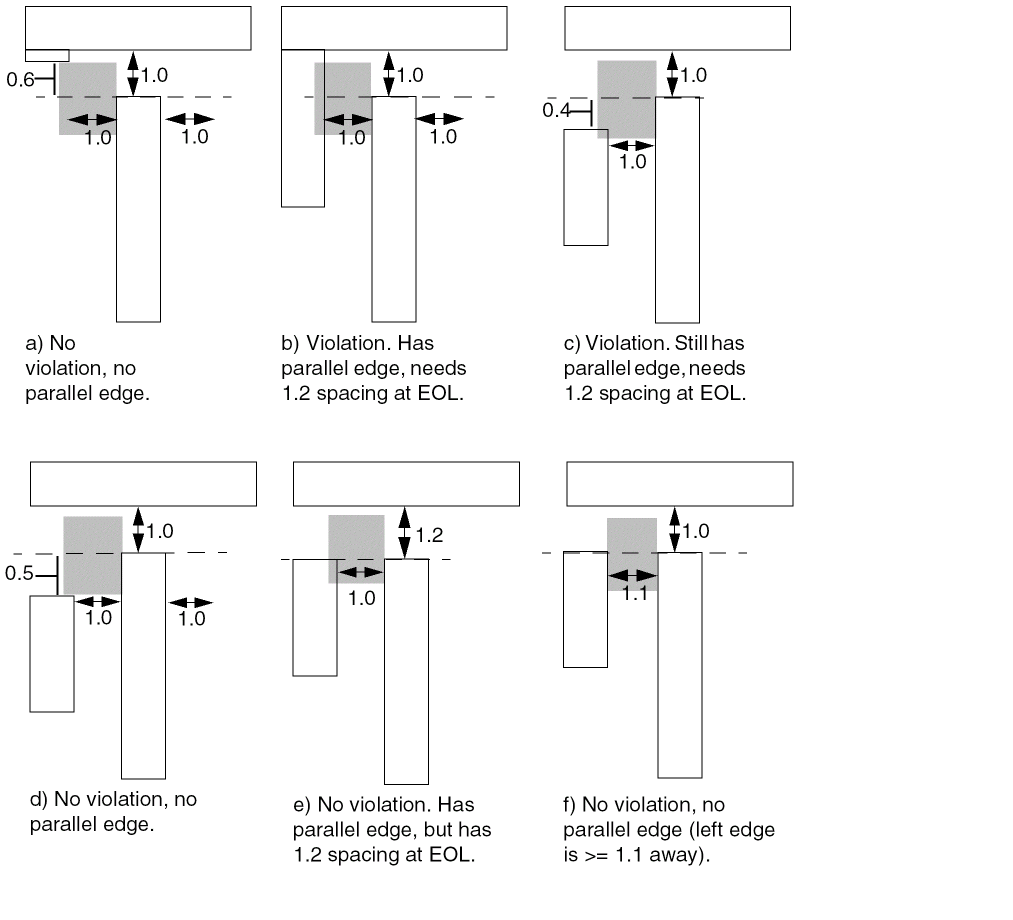 1.0
0.6
1.0
1.0
a) No
violation, no
parallel edge.
1.0
1.0
1.0
b) Violation. Has
parallel edge, needs
1.2 spacing at EOL.
1.0
0.4
1.0
c) Violation. Still has
parallel edge, needs
1.2 spacing at EOL.
1.0
0.5
1.0
1.0
d) No violation, no
parallel edge.
1.2
1.0
e) No violation. Has
parallel edge, but has
1.2 spacing at EOL.
1.0
1.1
f) No violation, no
parallel edge (left edge
is >= 1.1 away).